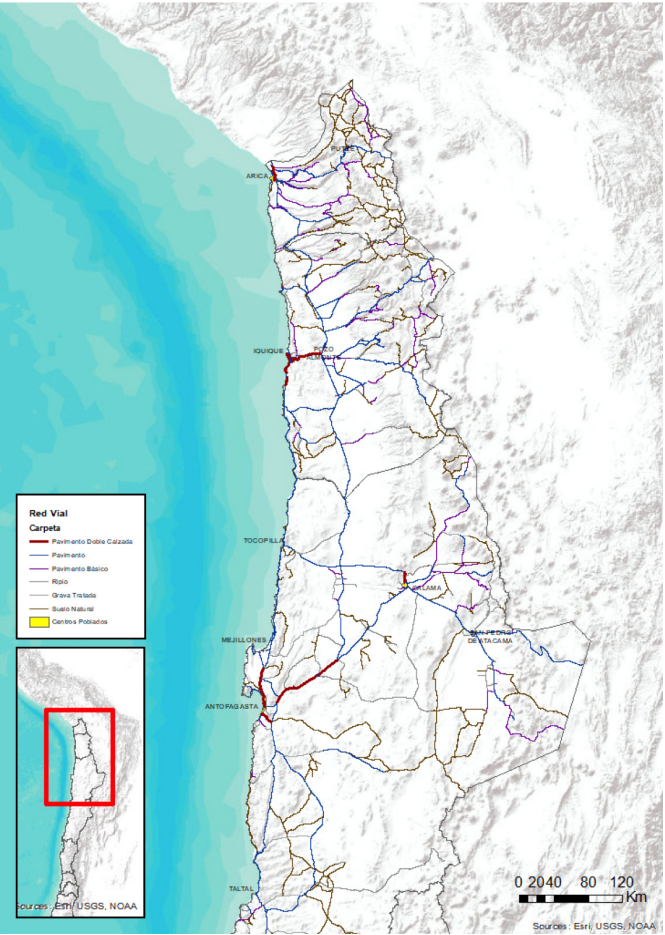 PUTRE
ARICA
IQUIQUE
POZO
ALMONTE
TOCOPILLA
CALAMA
MEJILLONES
SAN PEDRO
DE ATACAMA
ANTOFAGASTA
TALTAL
Red Vial
Carpeta
Pavimento Doble Calzada
Pavimento
Pavimento Básico
Ripio
Grava Tratada
Suelo Natural
Centros Poblados
Sources: Esri, USGS, NOAA
0 20 40 80 120
Km
Sources: Esri, USGS, NOAA